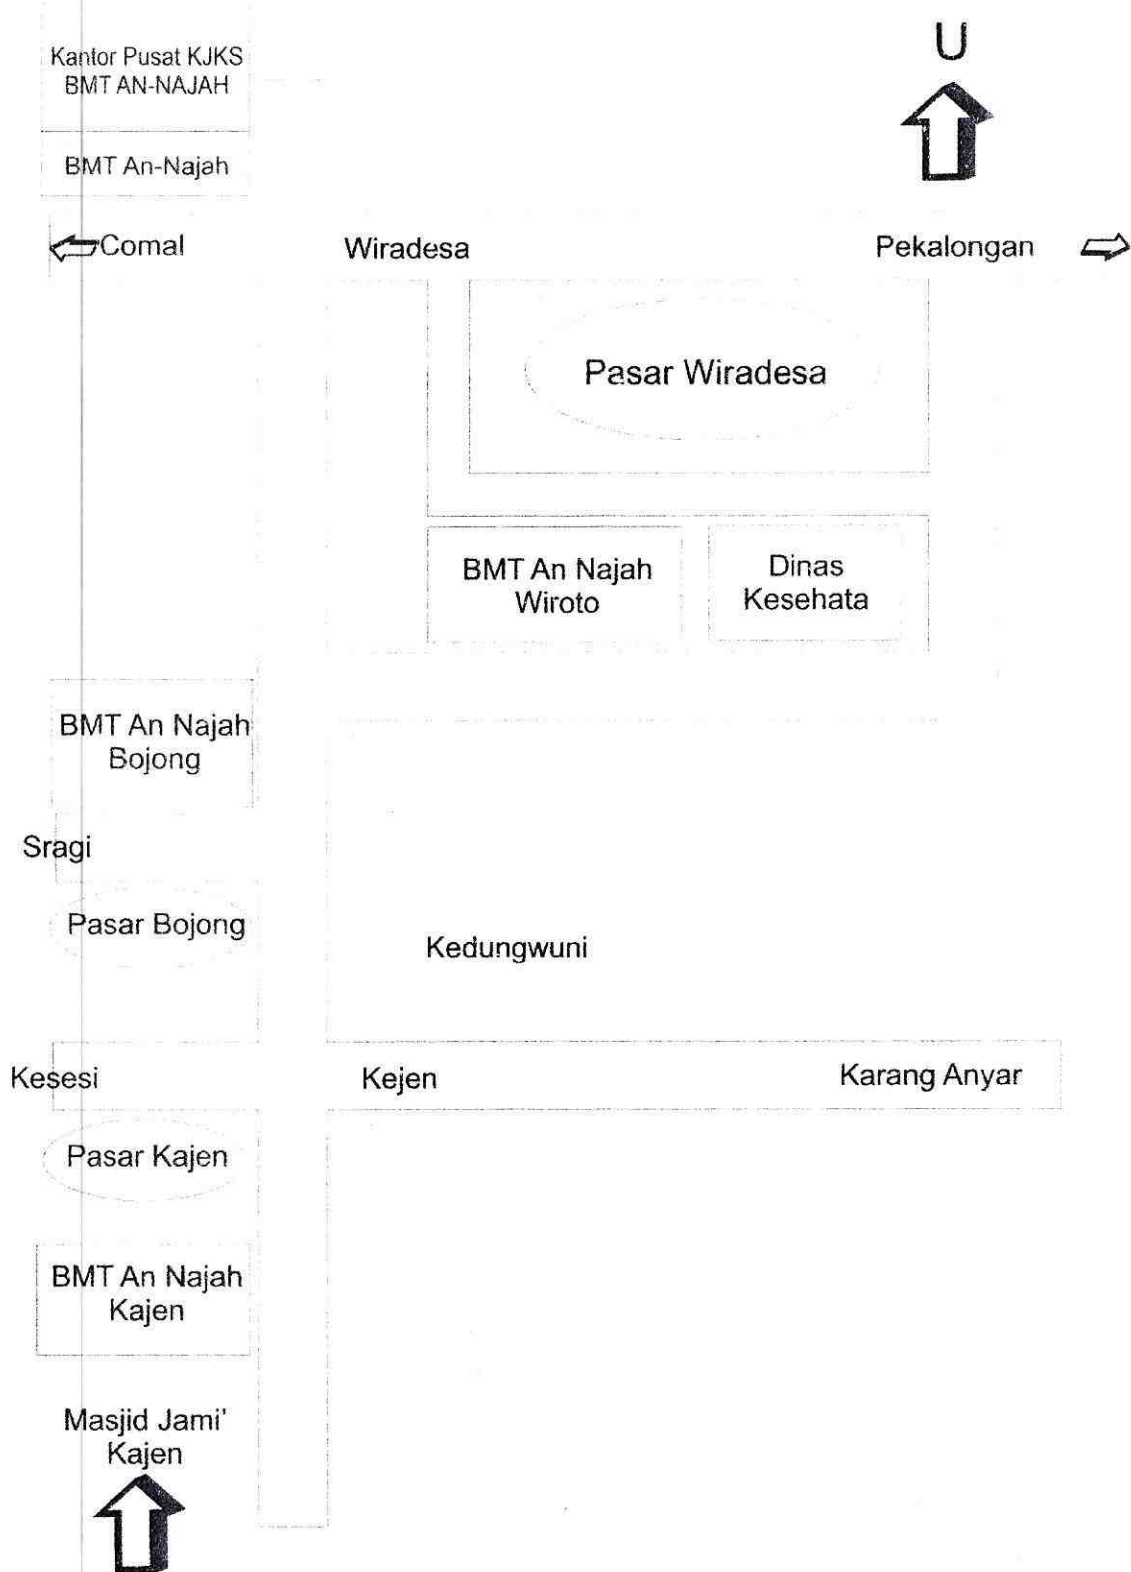 Kantor Pusat KJKS
BMT AN-NAJAH
U
BMT An-Najah
Comal
Wiradesa
Pekalongan
Pasar Wiradesa
BMT An Najah
Wiroto
Dinas
Kesehata
BMT An Najah
Bojong
Sragi
Pasar Bojong
Kedungwuni
Kesesi
Kejen
Karang Anyar
Pasar Kajen
BMT An Najah
Kajen
Masjid Jami'
Kajen